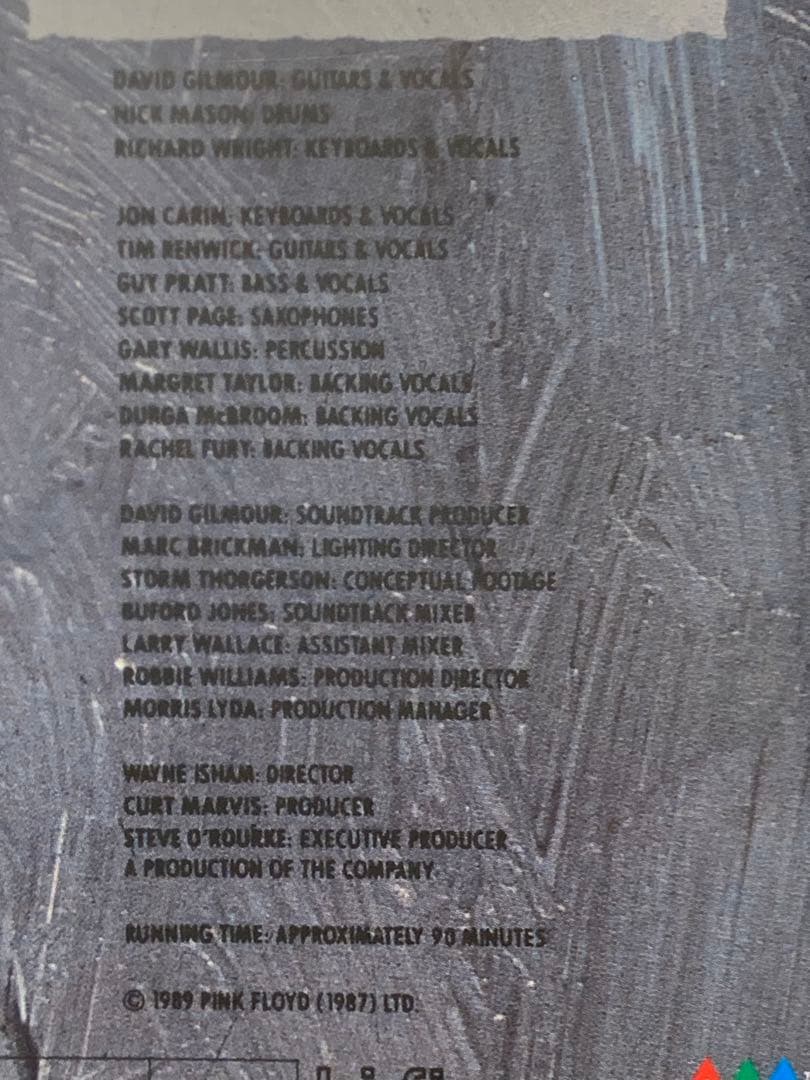 DAVID GILMOUR: GUITARS & VOCALS
NICK MASON: DRUMS
RICHARD WRIGHT: KEYBOARDS & VOCALS
JON CARIN: KEYBOARDS & VOCALS
TIM RENWICK: GUITARS & VOCALS
GUY PRATT: BASS & VOCALS
SCOTT PAGE: SAXOPHONES
GARY WALLIS: PERCUSSION
MARGRET TAYLOR: BACKING VOCALS
DURGA McBROOM: BACKING VOCALS
RACHEL FURY: BACKING VOCALS
DAVID GILMOUR: SOUNDTRACK PRODUCER
MARC BRICKMAN: LIGHTING DIRECTOR
STORM THORGERSON: CONCEPTUAL FOOTAGE
BUFORD JONES: SOUNDTRACK MIXER
LARRY WALLACE: ASSISTANT MIXER
ROBBIE WILLIAMS: PRODUCTION DIRECTOR
MORRIS LYDA: PRODUCTION MANAGER
WAYNE ISHAM: DIRECTOR
CURT MARVIS: PRODUCER
STEVE O'ROURKE: EXECUTIVE PRODUCER
A PRODUCTION OF THE COMPANY
RUNNING TIME: APPROXIMATELY 90 MINUTES
© 1989 PINK FLOYD (1987) LTD.